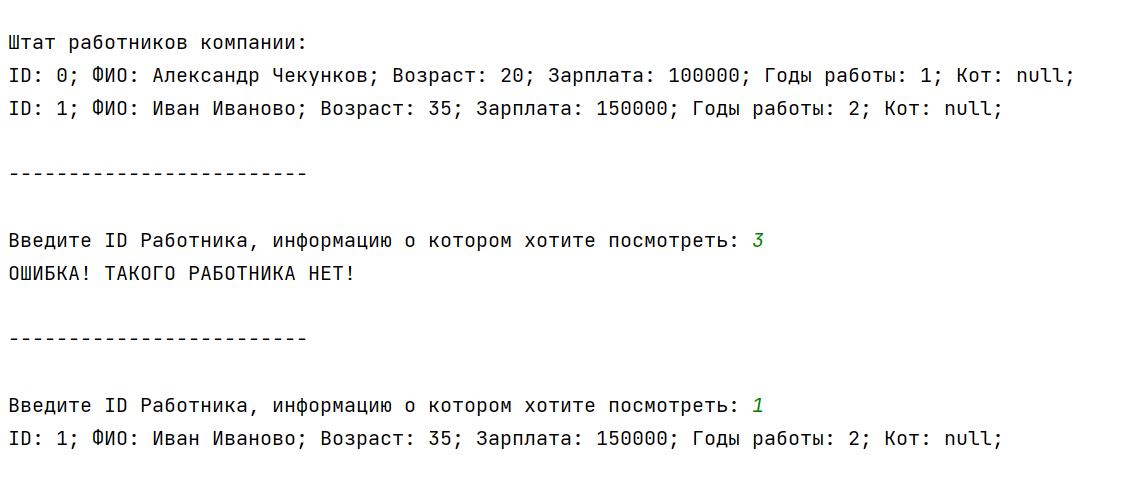 Штат работников компании:
ID: 0; ФИО: Александр Чекунков; Возраст: 20; Зарплата: 100000; Годы работы: 1; Кот: null;
ID: 1; ФИО: Иван Иваново; Возраст: 35; Зарплата: 150000; Годы работы: 2; Кот: null;
-------------------------
Введите ID Работника, информацию о котором хотите посмотреть: 3
ОШИБКА! ТАКОГО РАБОТНИКА НЕТ!
-------------------------
Введите ID Работника, информацию о котором хотите посмотреть: 1
ID: 1; ФИО: Иван Иваново; Возраст: 35; Зарплата: 150000; Годы работы: 2; Кот: null;